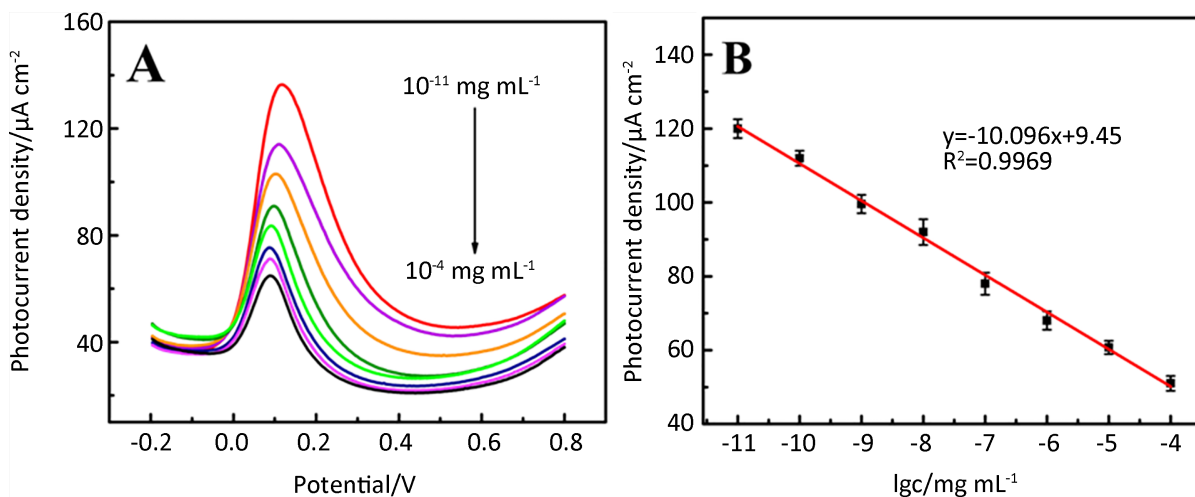 A
160
120
80
40
-0.2
0.0
0.2
0.4
0.6
0.8
Photocurrent density/μA cm⁻²
Potential/V
10⁻¹¹ mg mL⁻¹
10⁻⁴ mg mL⁻¹
B
140
120
100
80
60
40
-11
-10
-9
-8
-7
-6
-5
-4
Photocurrent density/μA cm⁻²
lgc/mg mL⁻¹
y=-10.096x+9.45
R²=0.9969